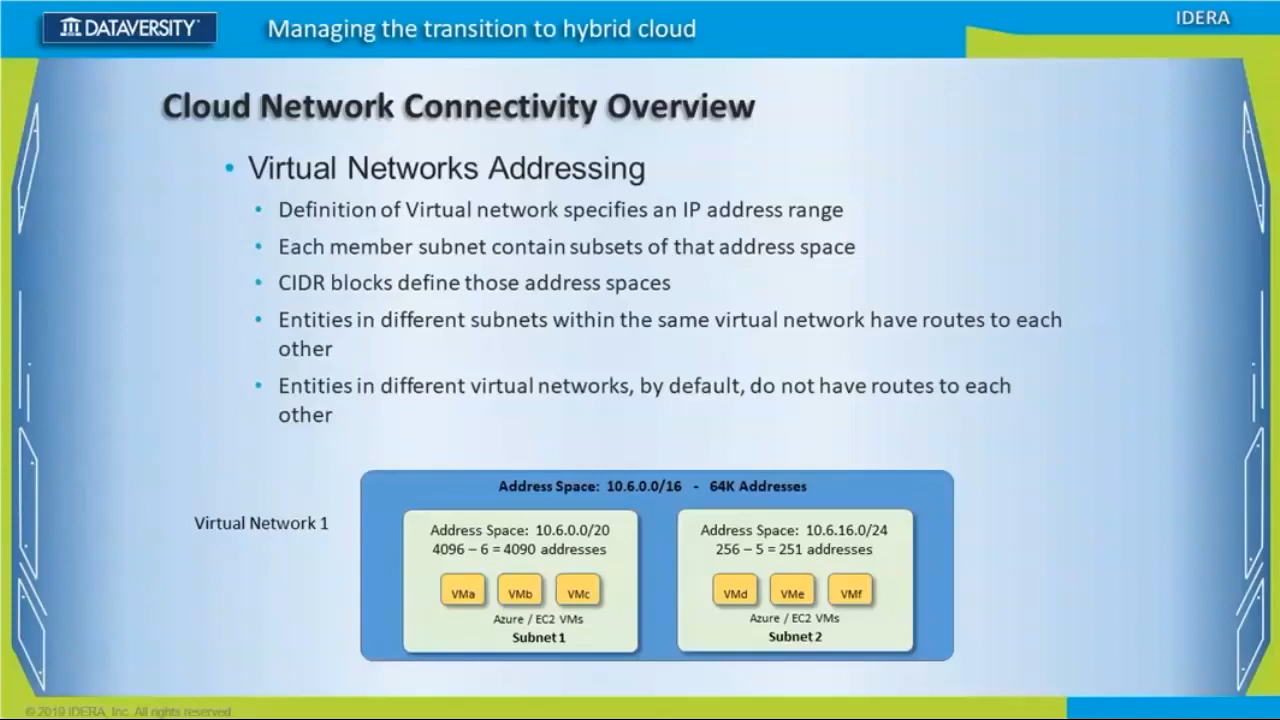 DATAVERSITY
Managing the transition to hybrid cloud
IDERA
Cloud Network Connectivity Overview
• Virtual Networks Addressing
• Definition of Virtual network specifies an IP address range
• Each member subnet contain subsets of that address space
• CIDR blocks define those address spaces
• Entities in different subnets within the same virtual network have routes to each
other
• Entities in different virtual networks, by default, do not have routes to each
other
Virtual Network 1
Address Space: 10.6.0.0/16 - 64K Addresses
Address Space: 10.6.0.0/20
4096 – 6 = 4090 addresses
VMa VMb VMc
Azure / EC2 VMs
Subnet 1
Address Space: 10.6.16.0/24
256 – 5 = 251 addresses
VMd VMe VMf
Azure / EC2 VMs
Subnet 2
© 2019 IDERA, Inc. All rights reserved.